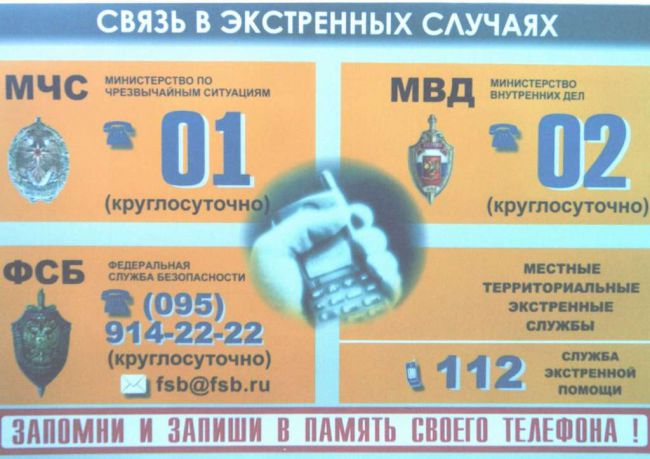 СВЯЗЬ В ЭКСТРЕННЫХ СЛУЧАЯХ
МЧС
МИНИСТЕРСТВО ПО
ЧРЕЗВЫЧАЙНЫМ СИТУАЦИЯМ
01
(круглосуточно)
МВД
МИНИСТЕРСТВО
ВНУТРЕННИХ ДЕЛ
02
(круглосуточно)
ФСБ
ФЕДЕРАЛЬНАЯ
СЛУЖБА БЕЗОПАСНОСТИ
(095)
914-22-22
(круглосуточно)
fsb@fsb.ru
МЕСТНЫЕ
ТЕРРИТОРИАЛЬНЫЕ
ЭКСТРЕННЫЕ
СЛУЖБЫ
112
СЛУЖБА
ЭКСТРЕННОЙ
ПОМОЩИ
ЗАПОМНИ И ЗАПИШИ В ПАМЯТЬ СВОЕГО ТЕЛЕФОНА !